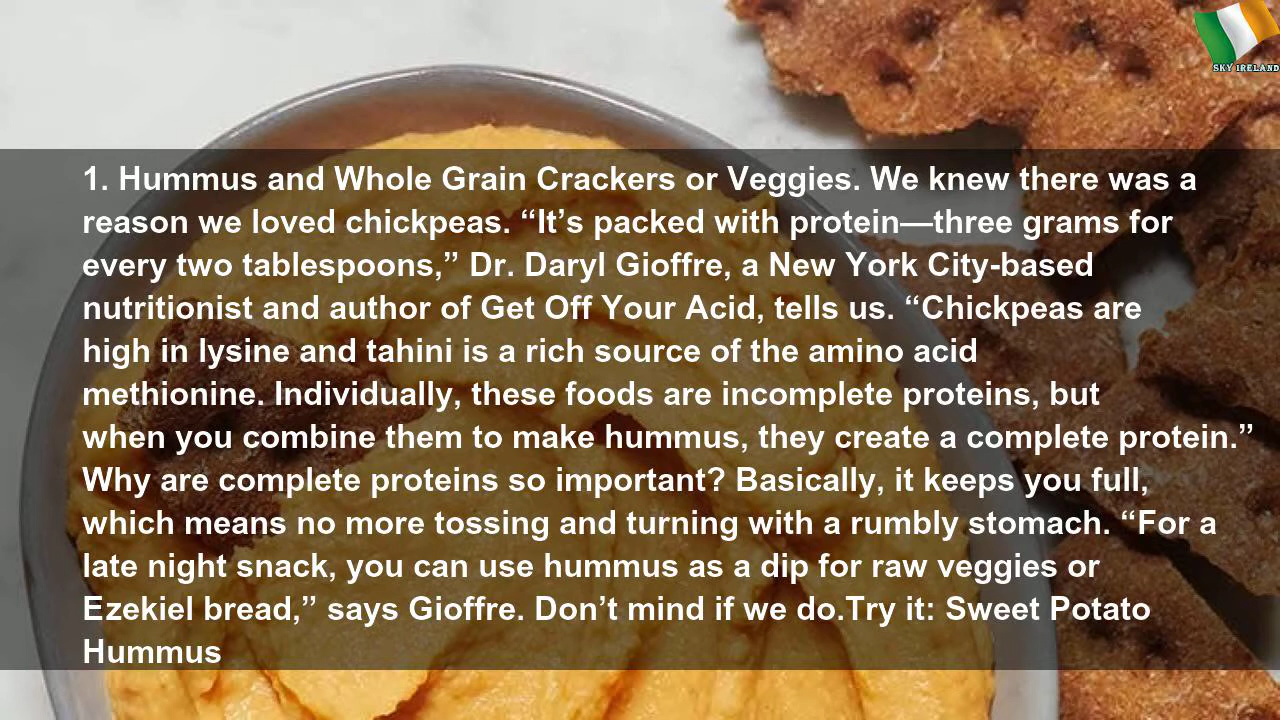 SKY IRELAND
1. Hummus and Whole Grain Crackers or Veggies. We knew there was a
reason we loved chickpeas. “It’s packed with protein—three grams for
every two tablespoons,” Dr. Daryl Gioffre, a New York City-based
nutritionist and author of Get Off Your Acid, tells us. “Chickpeas are
high in lysine and tahini is a rich source of the amino acid
methionine. Individually, these foods are incomplete proteins, but
when you combine them to make hummus, they create a complete protein.”
Why are complete proteins so important? Basically, it keeps you full,
which means no more tossing and turning with a rumbly stomach. “For a
late night snack, you can use hummus as a dip for raw veggies or
Ezekiel bread,” says Gioffre. Don’t mind if we do.Try it: Sweet Potato
Hummus